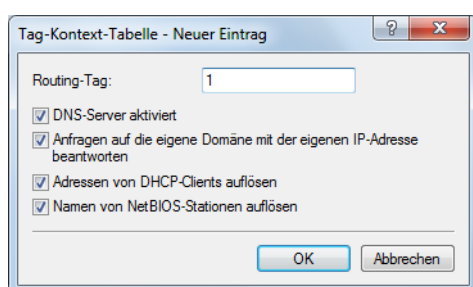 Tag-Kontext-Tabelle - Neuer Eintrag
Routing-Tag: 1
DNS-Server aktiviert
Anfragen auf die eigene Domäne mit der eigenen IP-Adresse
beantworten
Adressen von DHCP-Clients auflösen
Namen von NetBIOS-Stationen auflösen
OK Abbrechen